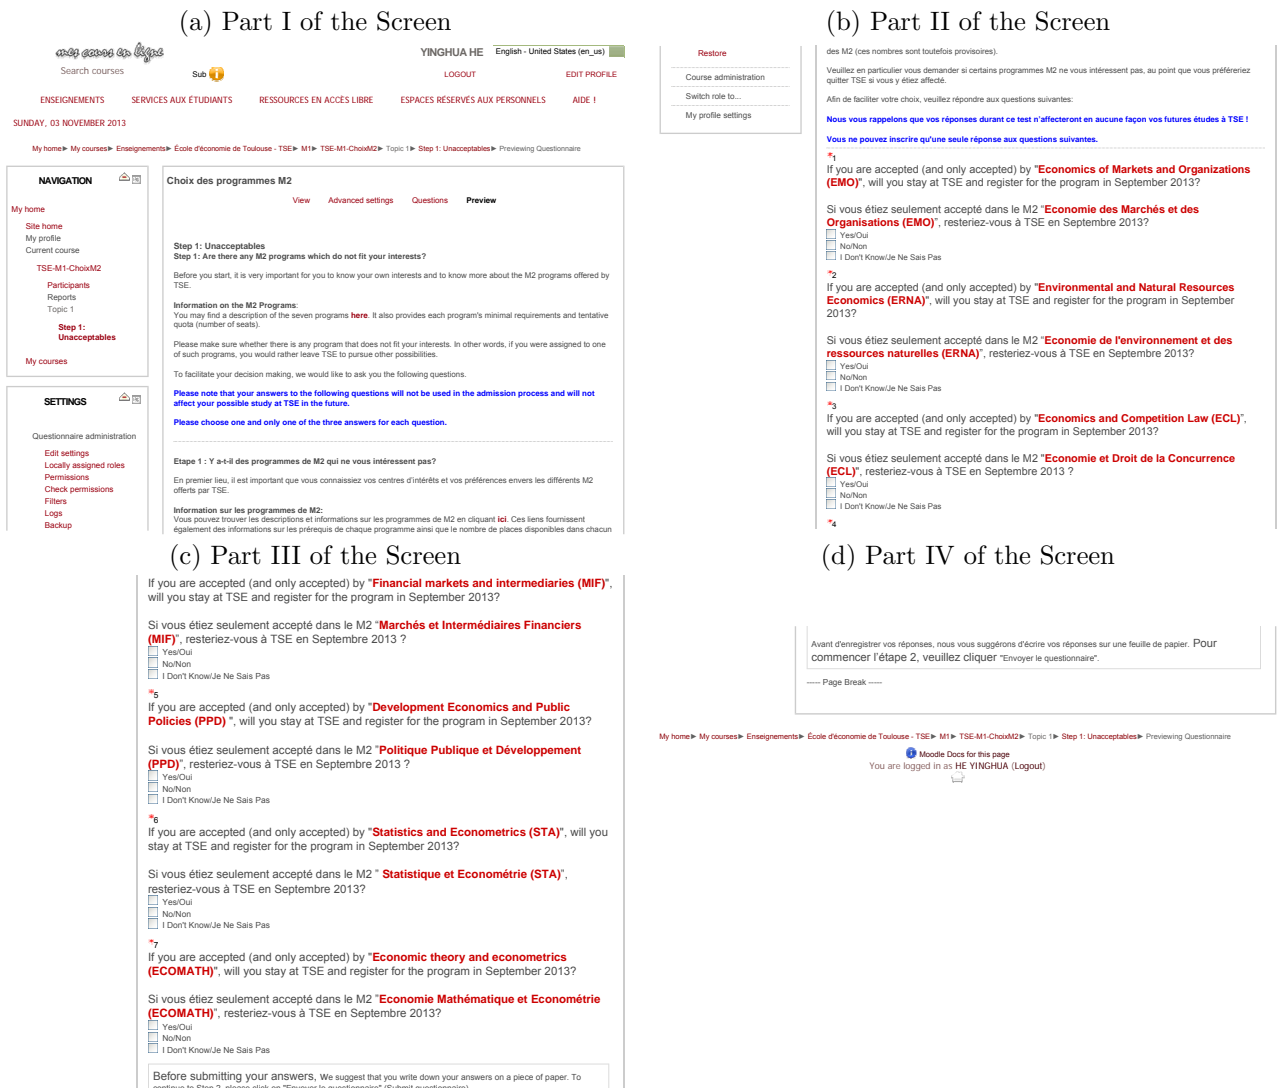 (a) Part I of the Screen
mes cours en ligne
YINGHUA HE English - United States (en_us)
Search courses
Sub
LOGOUT EDIT PROFILE
ENSEIGNEMENTS SERVICES AUX ÉTUDIANTS RESSOURCES EN ACCÈS LIBRE ESPACES RÉSERVÉS AUX PERSONNELS AIDE !
SUNDAY, 03 NOVEMBER 2013
My home► My courses► Enseignements► École d'économie de Toulouse - TSE► M1► TSE-M1-ChoixM2► Topic 1► Step 1: Unacceptables► Previewing Questionnaire
NAVIGATION
My home
Site home
My profile
Current course
TSE-M1-ChoixM2
Participants
Reports
Topic 1
Step 1:
Unacceptables
My courses
SETTINGS
Questionnaire administration
Edit settings
Locally assigned roles
Permissions
Check permissions
Filters
Logs
Backup
Choix des programmes M2
View Advanced settings Questions Preview
Step 1: Unacceptables
Step 1: Are there any M2 programs which do not fit your interests?
Before you start, it is very important for you to know your own interests and to know more about the M2 programs offered by
TSE.
Information on the M2 Programs:
You may find a description of the seven programs here. It also provides each program's minimal requirements and tentative
quota (number of seats).
Please make sure whether there is any program that does not fit your interests. In other words, if you were assigned to one
of such programs, you would rather leave TSE to pursue other possibilities.
To facilitate your decision making, we would like to ask you the following questions.
Please note that your answers to the following questions will not be used in the admission process and will not
affect your possible study at TSE in the future.
Please choose one and only one of the three answers for each question.
Etape 1 : Y a-t-il des programmes de M2 qui ne vous intéressent pas?
En premier lieu, il est important que vous connaissiez vos centres d'intérêts et vos préférences envers les différents M2
offerts par TSE.
Information sur les programmes de M2:
Vous pouvez trouver les descriptions et informations sur les programmes de M2 en cliquant ici. Ces liens fournissent
également des informations sur les prérequis de chaque programme ainsi que le nombre de places disponibles dans chacun
(b) Part II of the Screen
Restore
Course administration
Switch role to...
My profile settings
des M2 (ces nombres sont toutefois provisoires).
Veuillez en particulier vous demander si certains programmes M2 ne vous intéressent pas, au point que vous préféreriez
quitter TSE si vous y étiez affecté.
Afin de faciliter votre choix, veuillez répondre aux questions suivantes:
Nous vous rappelons que vos réponses durant ce test n'affecteront en aucune façon vos futures études à TSE !
Vous ne pouvez inscrire qu'une seule réponse aux questions suivantes.
*1
If you are accepted (and only accepted) by "Economics of Markets and Organizations
(EMO)", will you stay at TSE and register for the program in September 2013?
Si vous étiez seulement accepté dans le M2 “Economie des Marchés et des
Organisations (EMO)”, resteriez-vous à TSE en Septembre 2013?
Yes/Oui
No/Non
I Don't Know/Je Ne Sais Pas
*2
If you are accepted (and only accepted) by "Environmental and Natural Resources
Economics (ERNA)", will you stay at TSE and register for the program in September
2013?
Si vous étiez seulement accepté dans le M2 “Economie de l'environnement et des
ressources naturelles (ERNA)”, resteriez-vous à TSE en Septembre 2013?
Yes/Oui
No/Non
I Don't Know/Je Ne Sais Pas
*3
If you are accepted (and only accepted) by "Economics and Competition Law (ECL)”,
will you stay at TSE and register for the program in September 2013?
Si vous étiez seulement accepté dans le M2 "Economie et Droit de la Concurrence
(ECL)”, resteriez-vous à TSE en Septembre 2013 ?
Yes/Oui
No/Non
I Don't Know/Je Ne Sais Pas
*4
(c) Part III of the Screen
If you are accepted (and only accepted) by "Financial markets and intermediaries (MIF)",
will you stay at TSE and register for the program in September 2013?
Si vous étiez seulement accepté dans le M2 “Marchés et Intermédiaires Financiers
(MIF)”, resteriez-vous à TSE en Septembre 2013 ?
Yes/Oui
No/Non
I Don't Know/Je Ne Sais Pas
*5
If you are accepted (and only accepted) by "Development Economics and Public
Policies (PPD) ", will you stay at TSE and register for the program in September 2013?
Si vous étiez seulement accepté dans le M2 "Politique Publique et Développement
(PPD)”, resteriez-vous à TSE en Septembre 2013 ?
Yes/Oui
No/Non
I Don't Know/Je Ne Sais Pas
*6
If you are accepted (and only accepted) by "Statistics and Econometrics (STA)", will you
stay at TSE and register for the program in September 2013?
Si vous étiez seulement accepté dans le M2 “ Statistique et Econométrie (STA)”,
resteriez-vous à TSE en Septembre 2013?
Yes/Oui
No/Non
I Don't Know/Je Ne Sais Pas
*7
If you are accepted (and only accepted) by "Economic theory and econometrics
(ECOMATH)", will you stay at TSE and register for the program in September 2013?
Si vous étiez seulement accepté dans le M2 “Economie Mathématique et Econométrie
(ECOMATH)”, resteriez-vous à TSE en Septembre 2013?
Yes/Oui
No/Non
I Don't Know/Je Ne Sais Pas
Before submitting your answers, we suggest that you write down your answers on a piece of paper. To
continue to Step 2, please click on "Envoyer le questionnaire" (Submit questionnaire).
(d) Part IV of the Screen
Avant d'enregistrer vos réponses, nous vous suggérons d'écrire vos réponses sur une feuille de papier. Pour
commencer l'étape 2, veuillez cliquer "Envoyer le questionnaire".
----- Page Break -----
My home► My courses► Enseignements► École d'économie de Toulouse - TSE► M1► TSE-M1-ChoixM2► Topic 1► Step 1: Unacceptables► Previewing Questionnaire
Moodle Docs for this page
You are logged in as HE YINGHUA (Logout)